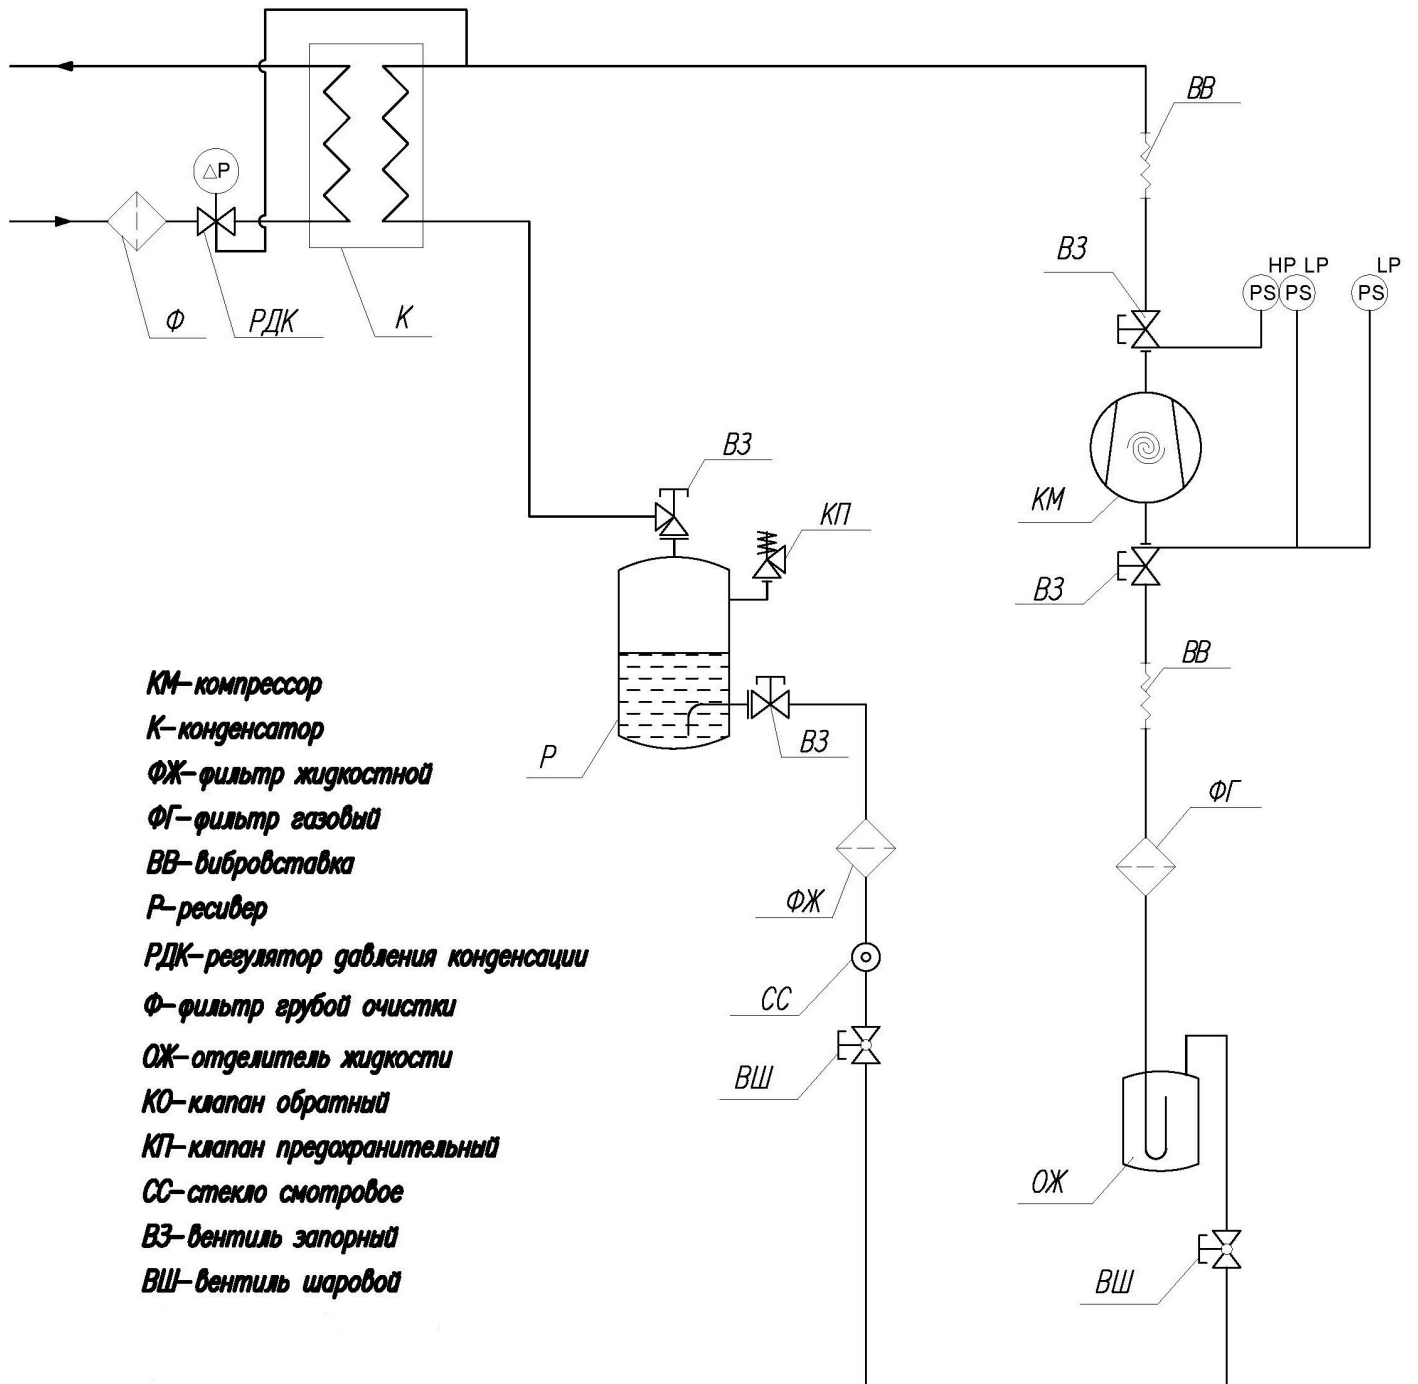 ВВ
△P
ВЗ
HP LP
LP
PS
PS
PS
Ф
РДК
К
ВЗ
КП
КМ
ВЗ
ВВ
КМ–компрессор
К–конденсатор
ФЖ–фильтр жидкостной
ФГ–фильтр газовый
ВВ–вибровставка
Р–ресивер
РДК–регулятор давления конденсации
Ф–фильтр грубой очистки
ОЖ–отделитель жидкости
КО–клапан обратный
КП–клапан предохранительный
СС–стекло смотровое
ВЗ–вентиль запорный
ВШ–вентиль шаровой
Р
ВЗ
ФГ
ФЖ
СС
ВШ
ОЖ
ВШ